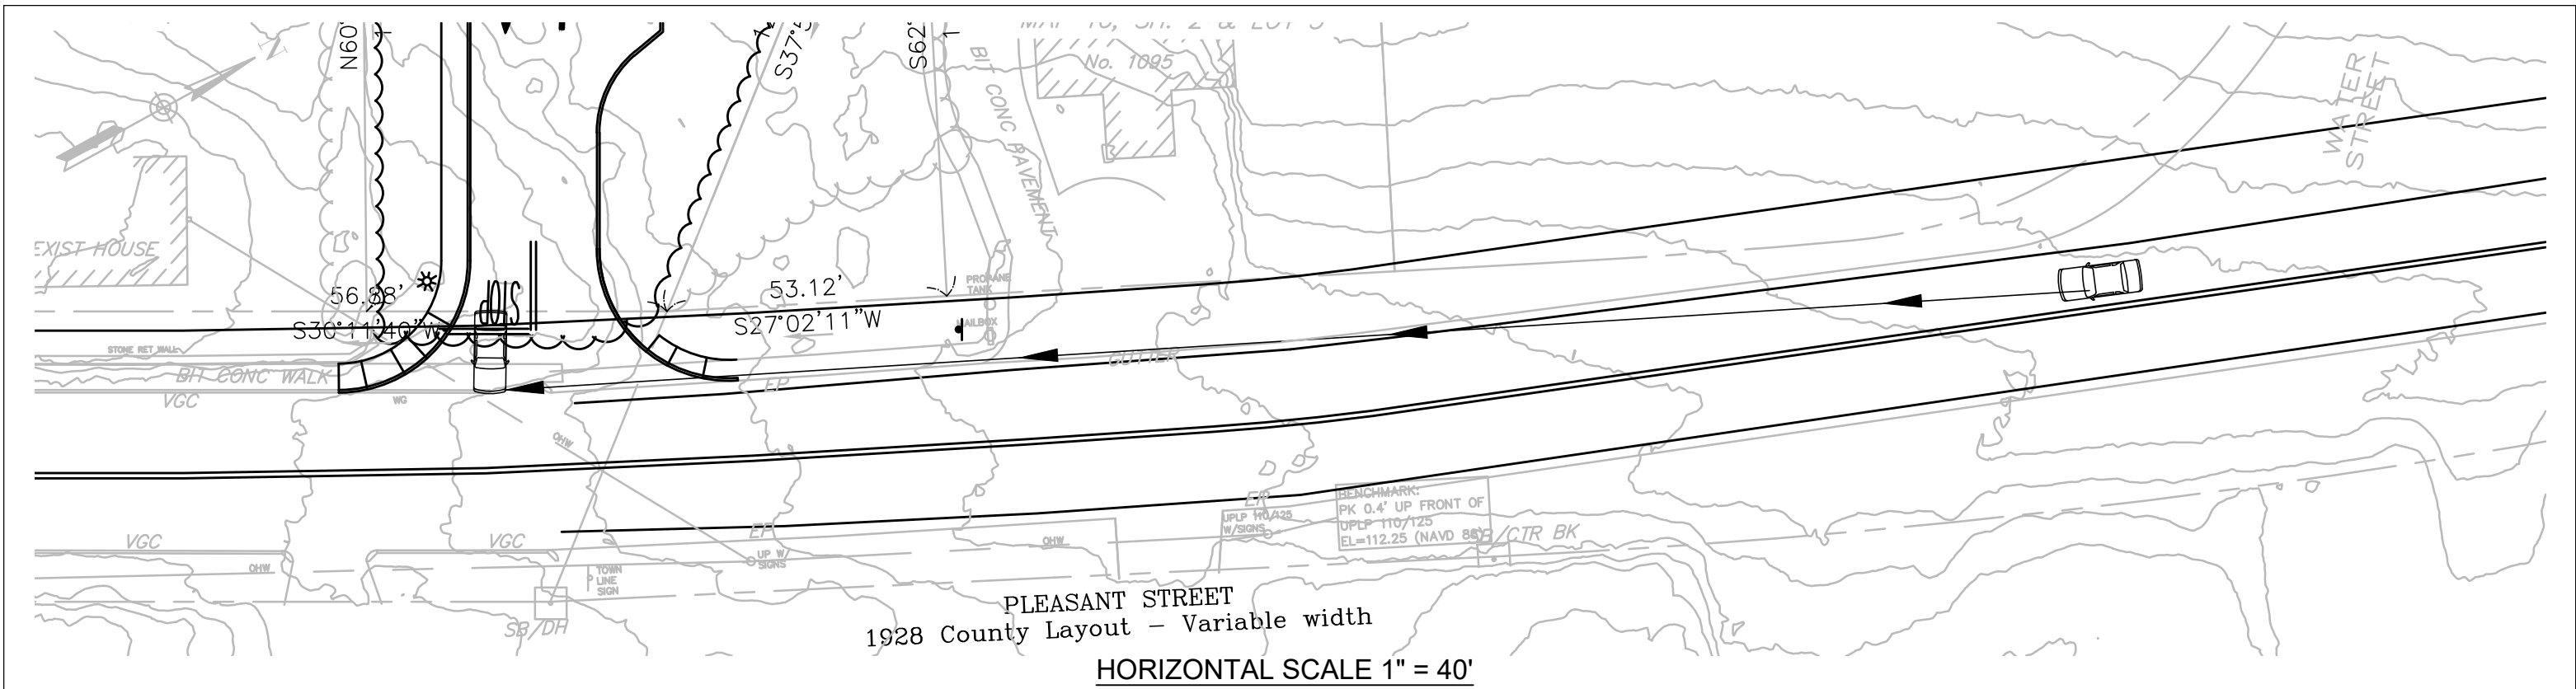 N60°
S37°
S62°
1
1
N
No. 1095
BIT CONC PAVEMENT
WATER
STREET
EXIST HOUSE
56.88'
S30°11'40"W
STOP
53.12'
S27°02'11"W
PROPANE
TANK
MAILBOX
STONE RET WALL
BIT CONC WALK
VGC
WG
EP
GUTTER
OHW
VGC
VGC
EP
OHW
UP W/
SIGNS
OHW
TOWN
LINE
SIGN
SB/DH
EP
UPLP 110/125
W/SIGNS
BENCHMARK:
PK 0.4' UP FRONT OF
UPLP 110/125
EL=112.25 (NAVD 88)
/CTR BK
PLEASANT STREET
1928 County Layout – Variable width
HORIZONTAL SCALE 1" = 40'